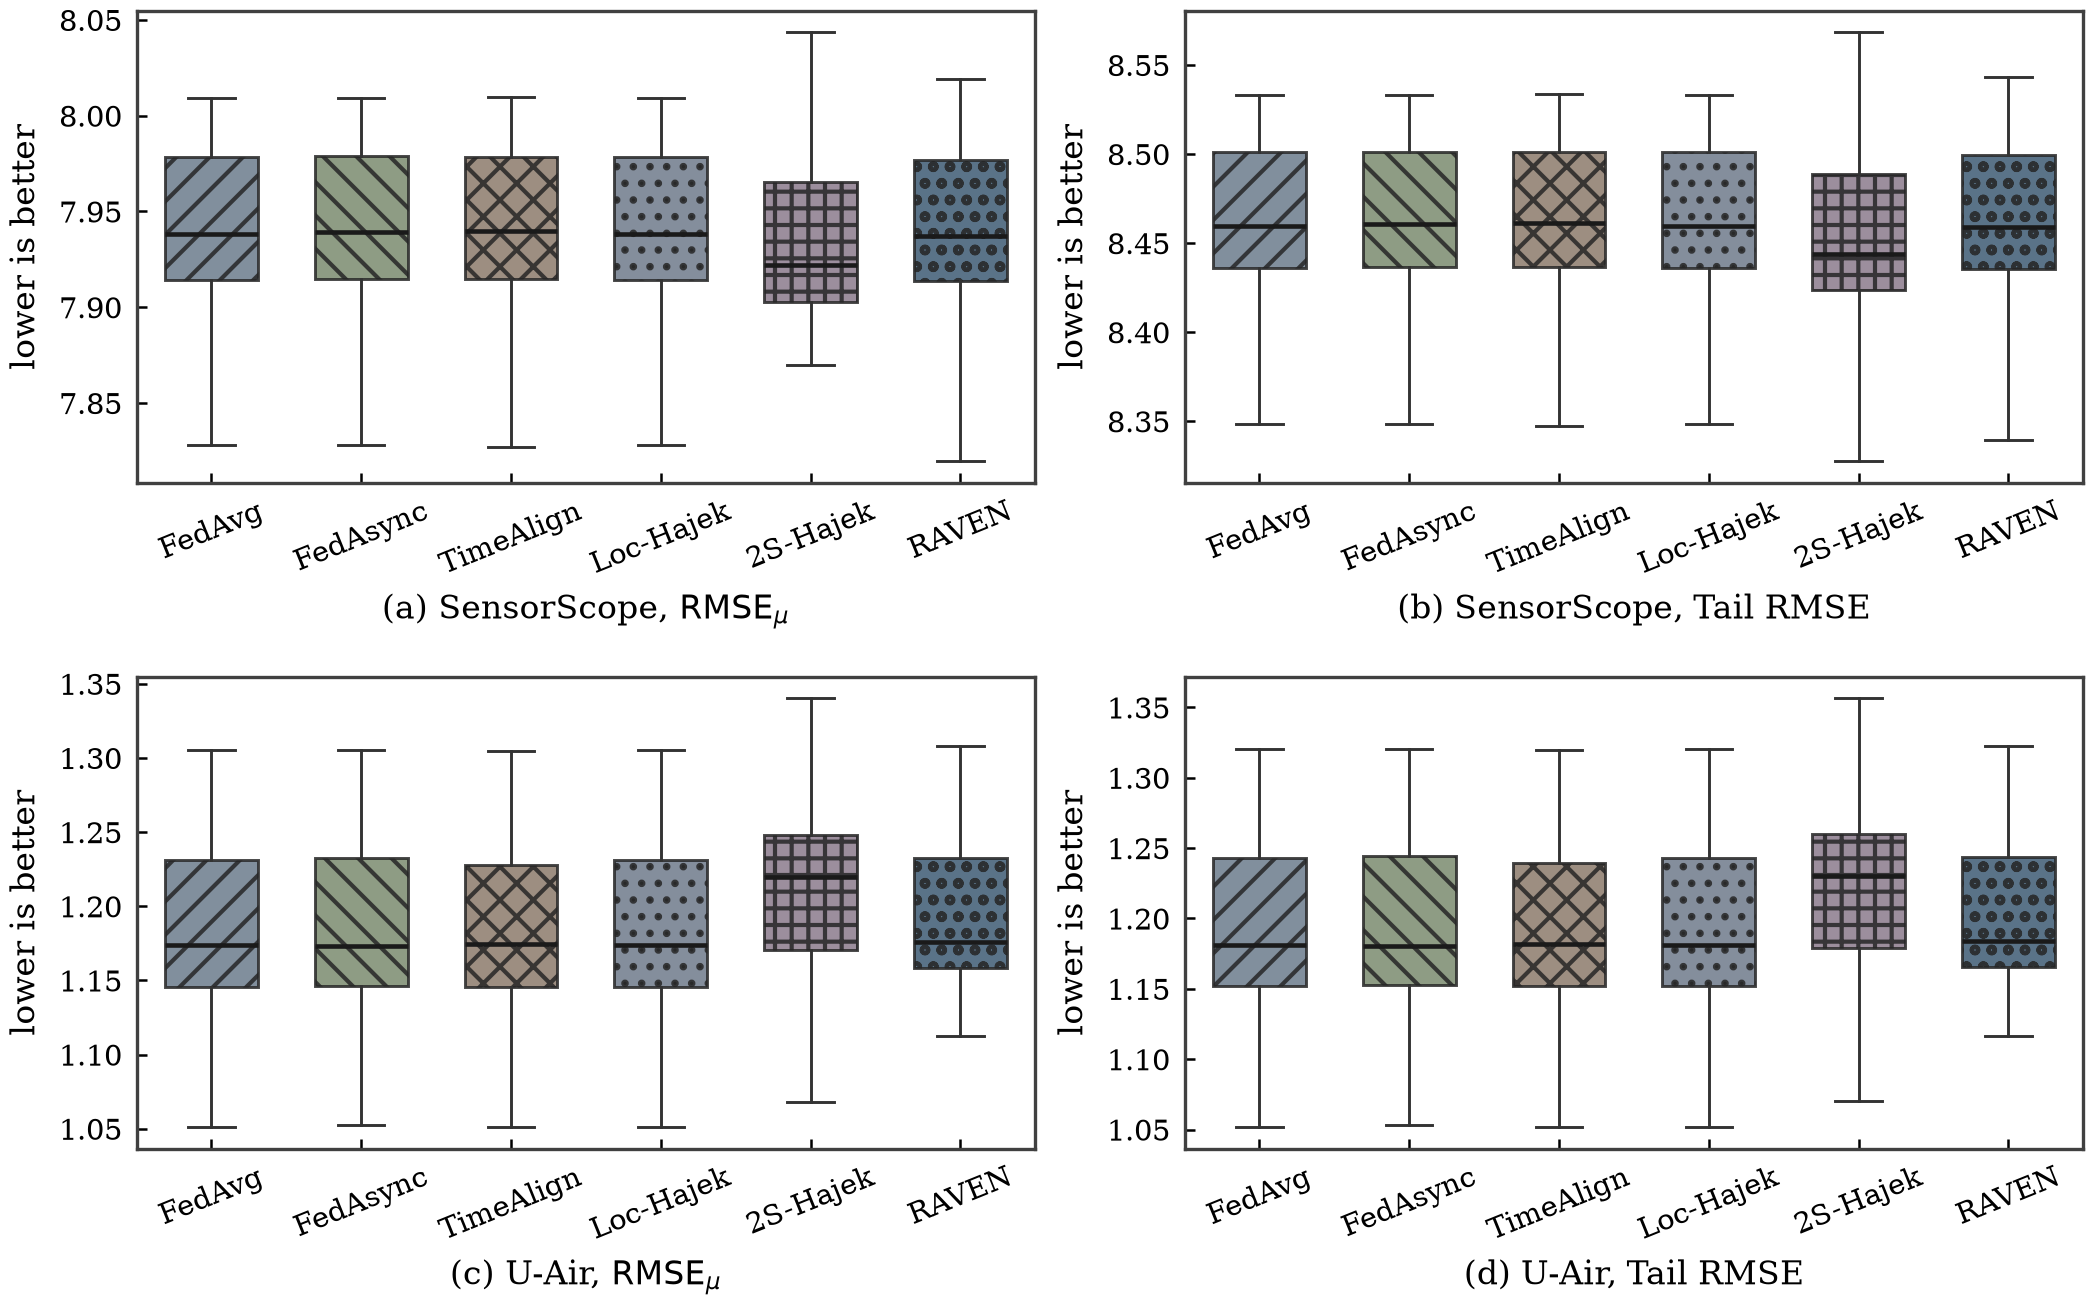 8.05
8.00
7.95
7.90
7.85
lower is better
FedAvg
FedAsync
TimeAlign
Loc-Hajek
2S-Hajek
RAVEN
(a) SensorScope, RMSEμ
8.55
8.50
8.45
8.40
8.35
lower is better
FedAvg
FedAsync
TimeAlign
Loc-Hajek
2S-Hajek
RAVEN
(b) SensorScope, Tail RMSE
1.35
1.30
1.25
1.20
1.15
1.10
1.05
lower is better
FedAvg
FedAsync
TimeAlign
Loc-Hajek
2S-Hajek
RAVEN
(c) U-Air, RMSEμ
1.35
1.30
1.25
1.20
1.15
1.10
1.05
lower is better
FedAvg
FedAsync
TimeAlign
Loc-Hajek
2S-Hajek
RAVEN
(d) U-Air, Tail RMSE